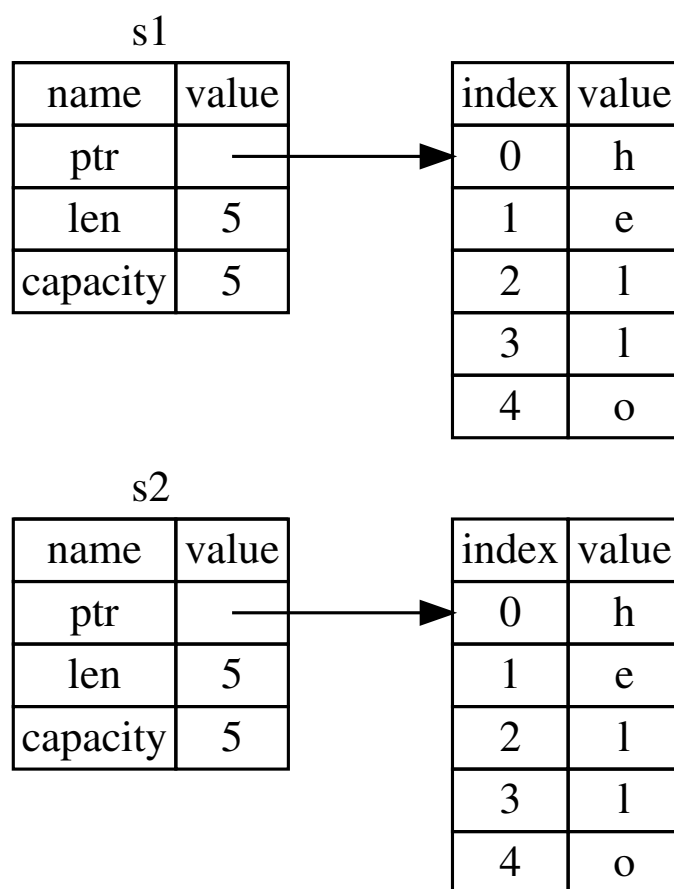 s1
name value
ptr
len 5
capacity 5
index value
0 h
1 e
2 l
3 l
4 o
s2
name value
ptr
len 5
capacity 5
index value
0 h
1 e
2 l
3 l
4 o